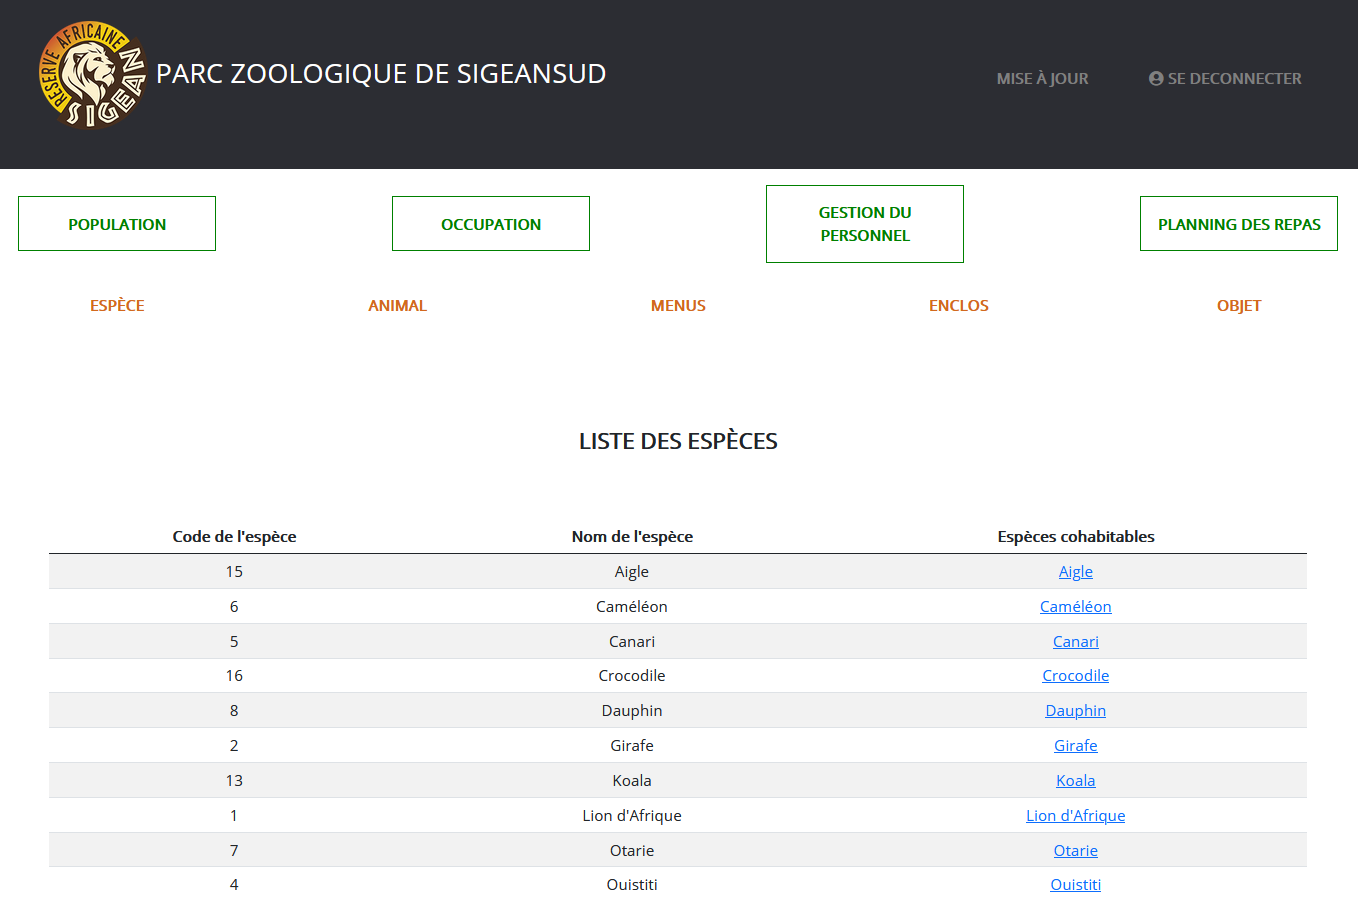 RESERVE AFRICAINE
SIGEAN
PARC ZOOLOGIQUE DE SIGEANSUD
MISE À JOUR
SE DECONNECTER
POPULATION
OCCUPATION
GESTION DU
PERSONNEL
PLANNING DES REPAS
ESPÈCE ANIMAL MENUS ENCLOS OBJET
LISTE DES ESPÈCES
Code de l'espèce Nom de l'espèce Espèces cohabitables
15 Aigle Aigle
6 Caméléon Caméléon
5 Canari Canari
16 Crocodile Crocodile
8 Dauphin Dauphin
2 Girafe Girafe
13 Koala Koala
1 Lion d'Afrique Lion d'Afrique
7 Otarie Otarie
4 Ouistiti Ouistiti